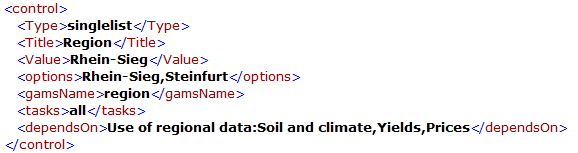 <control>
<Type>singlelist</Type>
<Title>Region</Title>
<Value>Rhein-Sieg</Value>
<options>Rhein-Sieg,Steinfurt</options>
<gamsName>region</gamsName>
<tasks>all</tasks>
<dependsOn>Use of regional data:Soil and climate,Yields,Prices</dependsOn>
</control>